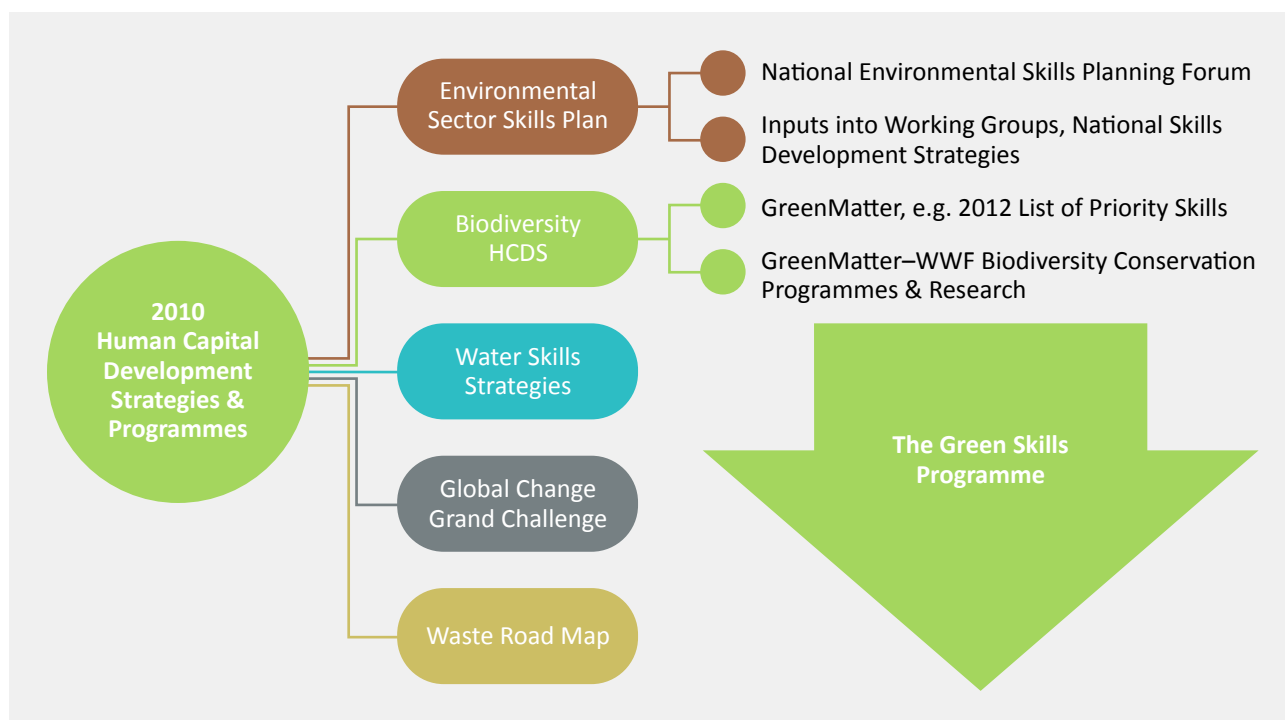 2010
Human Capital
Development
Strategies &
Programmes
Environmental
Sector Skills Plan
National Environmental Skills Planning Forum
Inputs into Working Groups, National Skills
Development Strategies
Biodiversity
HCDS
GreenMatter, e.g. 2012 List of Priority Skills
GreenMatter–WWF Biodiversity Conservation
Programmes & Research
Water Skills
Strategies
Global Change
Grand Challenge
Waste Road Map
The Green Skills
Programme